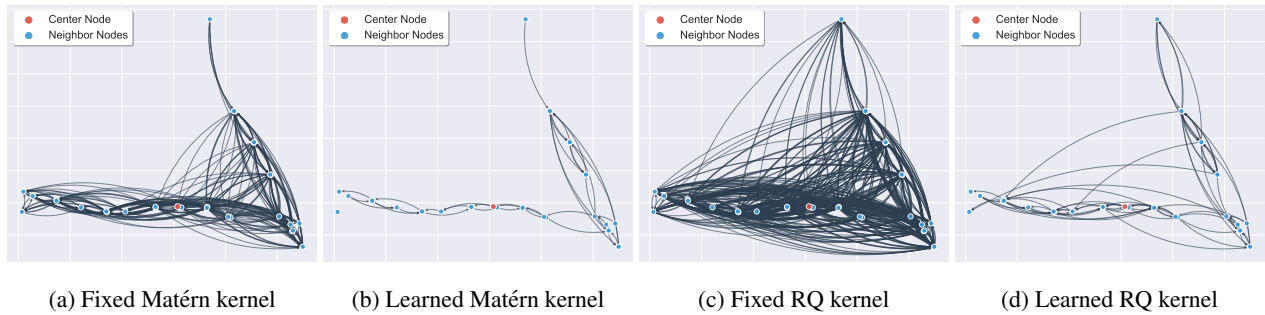 Center Node
Neighbor Nodes
Center Node
Neighbor Nodes
Center Node
Neighbor Nodes
Center Node
Neighbor Nodes
(a) Fixed Matérn kernel
(b) Learned Matérn kernel
(c) Fixed RQ kernel
(d) Learned RQ kernel